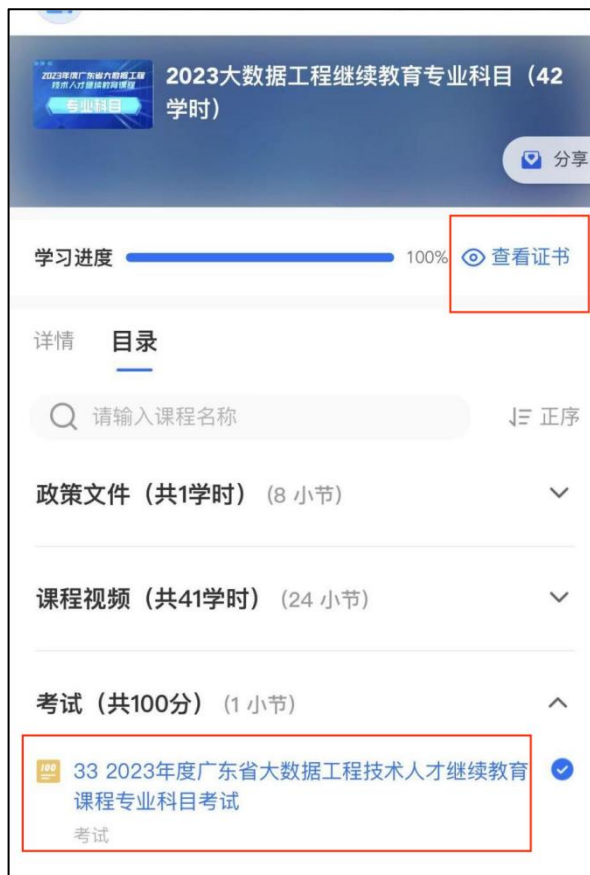 2023年度广东省大数据工程
技术人才继续教育课程
专业科目
2023大数据工程继续教育专业科目（42
学时）
分享
学习进度 100% 查看证书
详情 目录
请输入课程名称 正序
政策文件（共1学时）(8 小节)
课程视频（共41学时）(24 小节)
考试（共100分）(1 小节)
100 33 2023年度广东省大数据工程技术人才继续教育
课程专业科目考试
考试